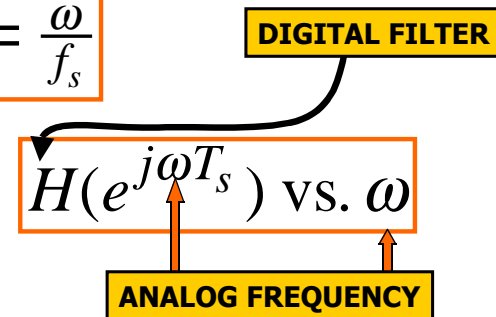 = ω/f_s
DIGITAL FILTER
H(e^{jωT_s}) vs. ω
ANALOG FREQUENCY